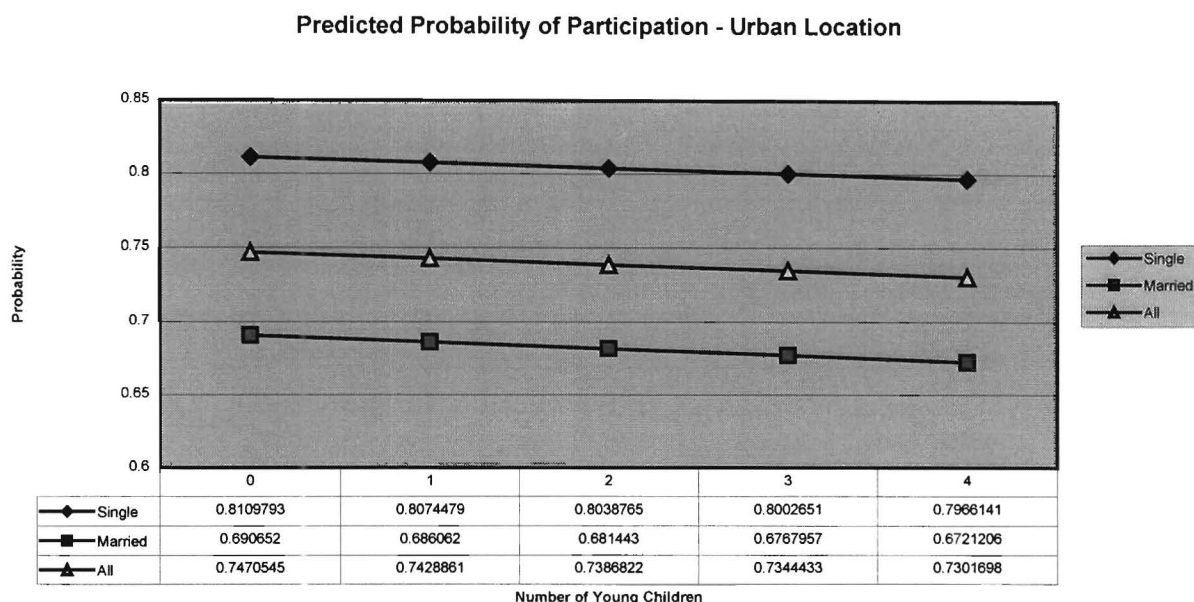 Predicted Probability of Participation - Urban Location
0.85
0.8
0.75
0.7
0.65
0.6
Probability
Single
Married
All
0 1 2 3 4
Single 0.8109793 0.8074479 0.8038765 0.8002651 0.7966141
Married 0.690652 0.686062 0.681443 0.6767957 0.6721206
All 0.7470545 0.7428861 0.7386822 0.7344433 0.7301698
Number of Young Children